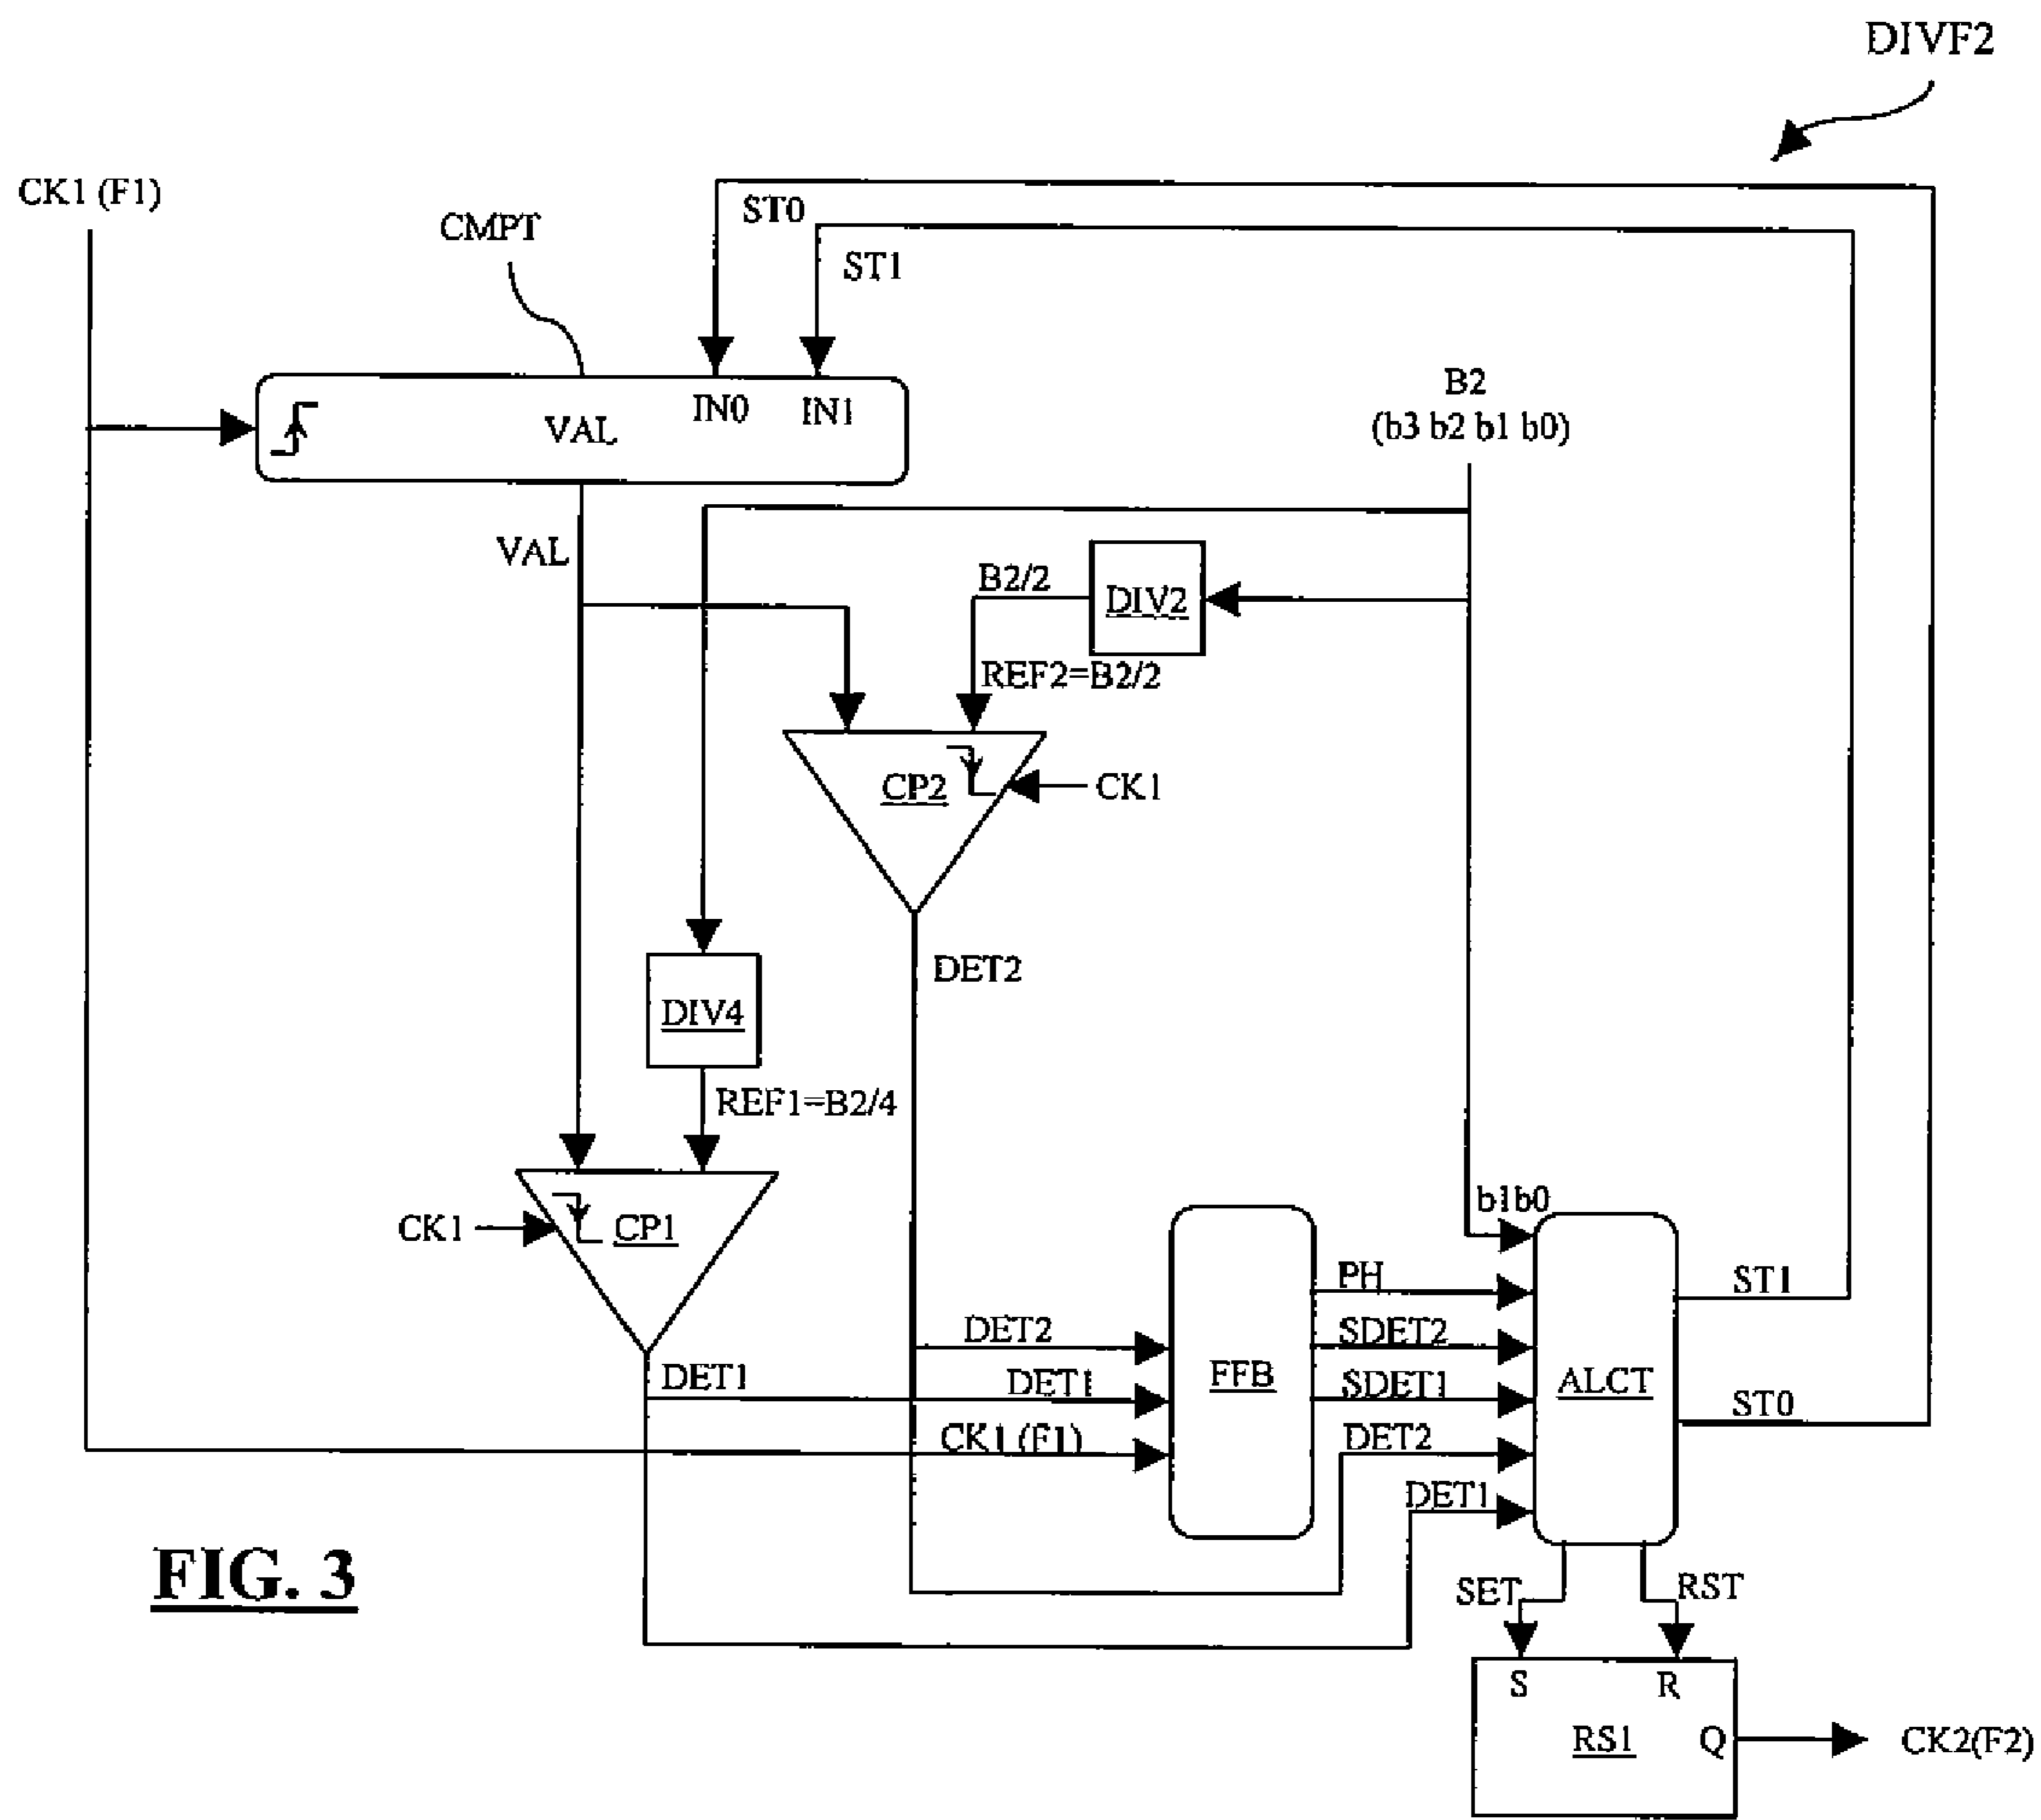 DIVF2
CK1 (F1)
CMPT
ST0
ST1
IN0
IN1
VAL
B2
(b3 b2 b1 b0)
VAL
B2/2
DIV2
REF2=B2/2
CP2
CK1
DET2
DIV4
REF1=B2/4
CK1
CP1
b1b0
PH
ST1
DET2
SDET2
DET1
DET1
FFB
SDET1
ALCT
ST0
CK1 (F1)
DET2
DET1
FIG. 3
SET
RST
S
R
RS1
Q
CK2(F2)